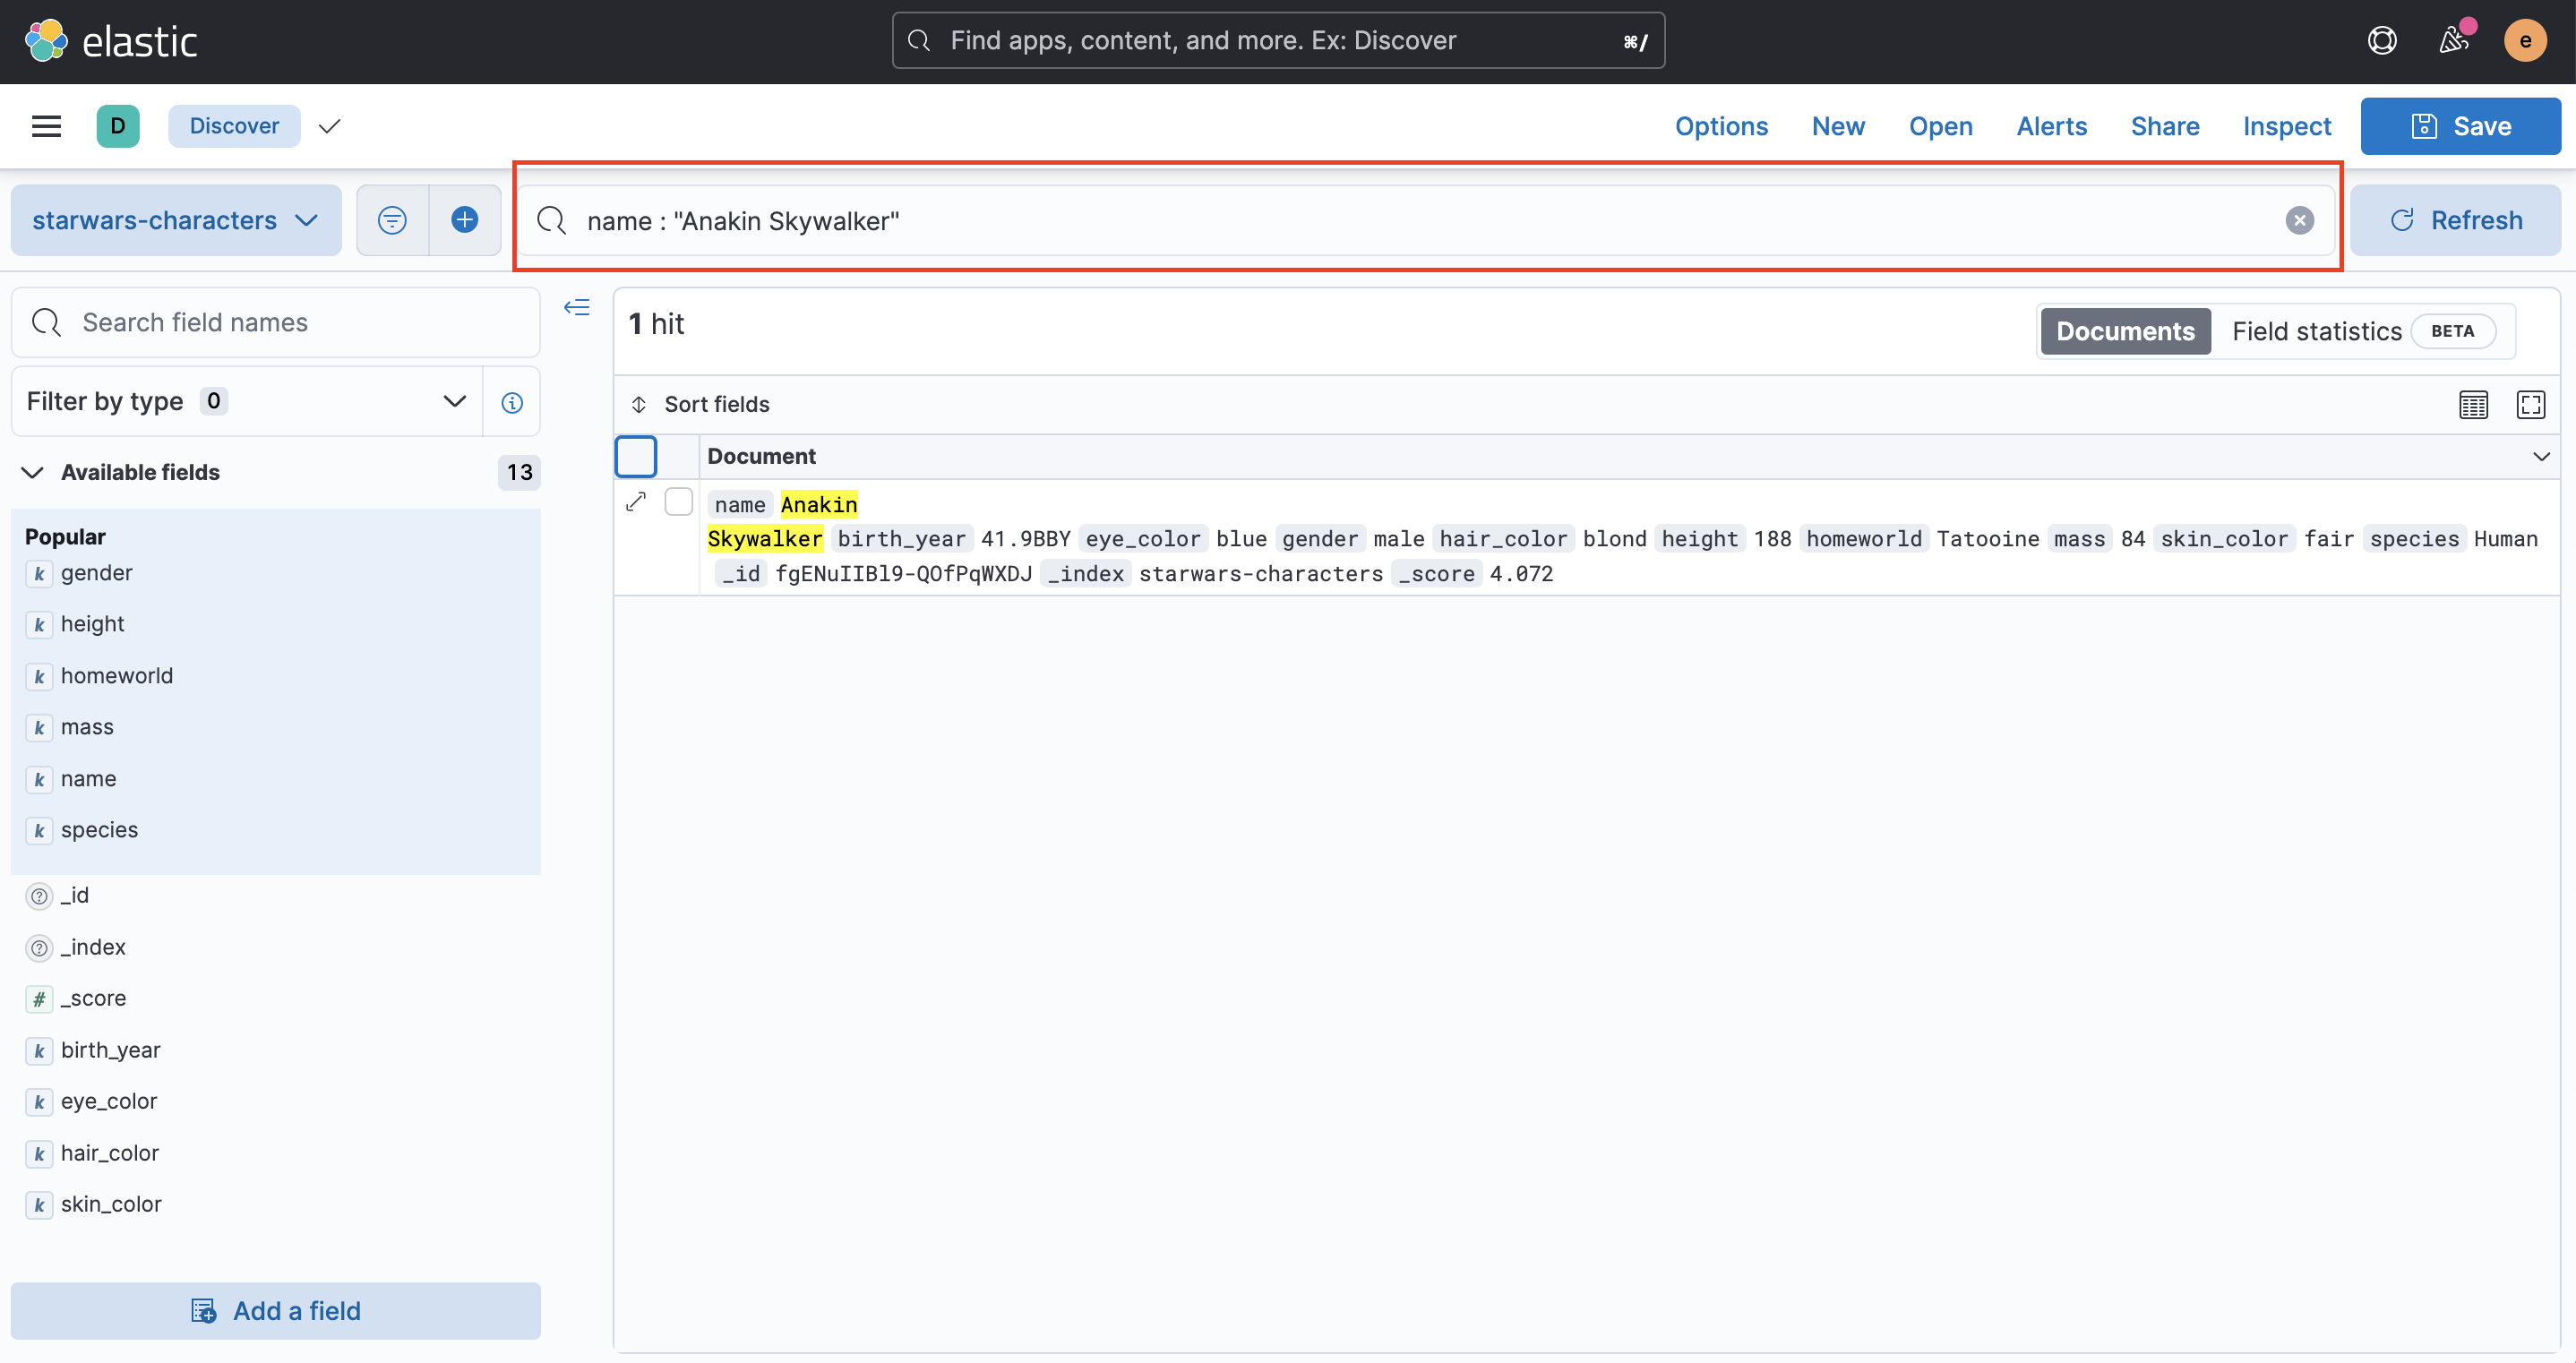 elastic
Find apps, content, and more. Ex: Discover ⌘/
e
D Discover
Options New Open Alerts Share Inspect Save
starwars-characters
name : "Anakin Skywalker"
Refresh
Search field names
Filter by type 0
Available fields 13
Popular
k gender
k height
k homeworld
k mass
k name
k species
? _id
? _index
# _score
k birth_year
k eye_color
k hair_color
k skin_color
Add a field
1 hit
Documents Field statistics BETA
Sort fields
Document
name Anakin
Skywalker birth_year 41.9BBY eye_color blue gender male hair_color blond height 188 homeworld Tatooine mass 84 skin_color fair species Human
_id fgENuIIBl9-QOfPqWXDJ _index starwars-characters _score 4.072